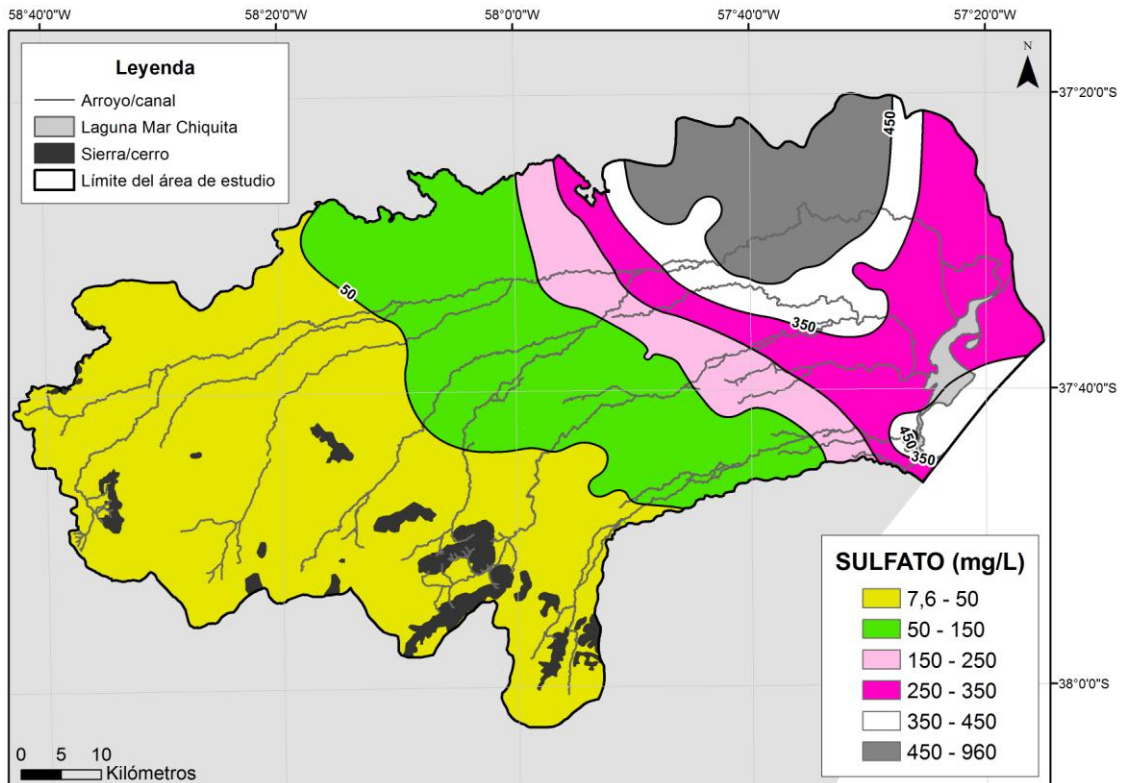 58°40'0"W
58°20'0"W
58°0'0"W
57°40'0"W
57°20'0"W
Leyenda
Arroyo/canal
Laguna Mar Chiquita
Sierra/cerro
Límite del área de estudio
N
37°20'0"S
450
50
350
37°40'0"S
450
350
38°0'0"S
SULFATO (mg/L)
7,6 - 50
50 - 150
150 - 250
250 - 350
350 - 450
450 - 960
0 5 10
Kilómetros